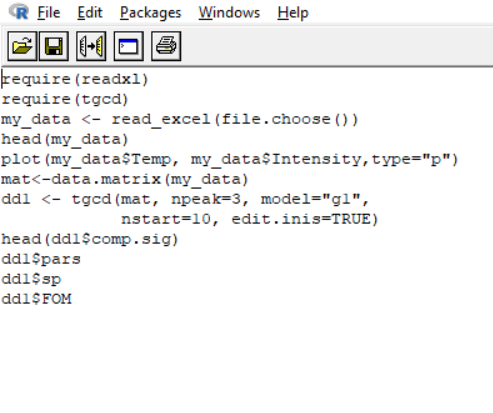 File Edit Packages Windows Help
require(readxl)
require(tgcd)
my_data <- read_excel(file.choose())
head(my_data)
plot(my_data$Temp, my_data$Intensity,type="p")
mat<-data.matrix(my_data)
dd1 <- tgcd(mat, npeak=3, model="g1",
nstart=10, edit.inis=TRUE)
head(dd1$comp.sig)
dd1$pars
dd1$sp
dd1$FOM